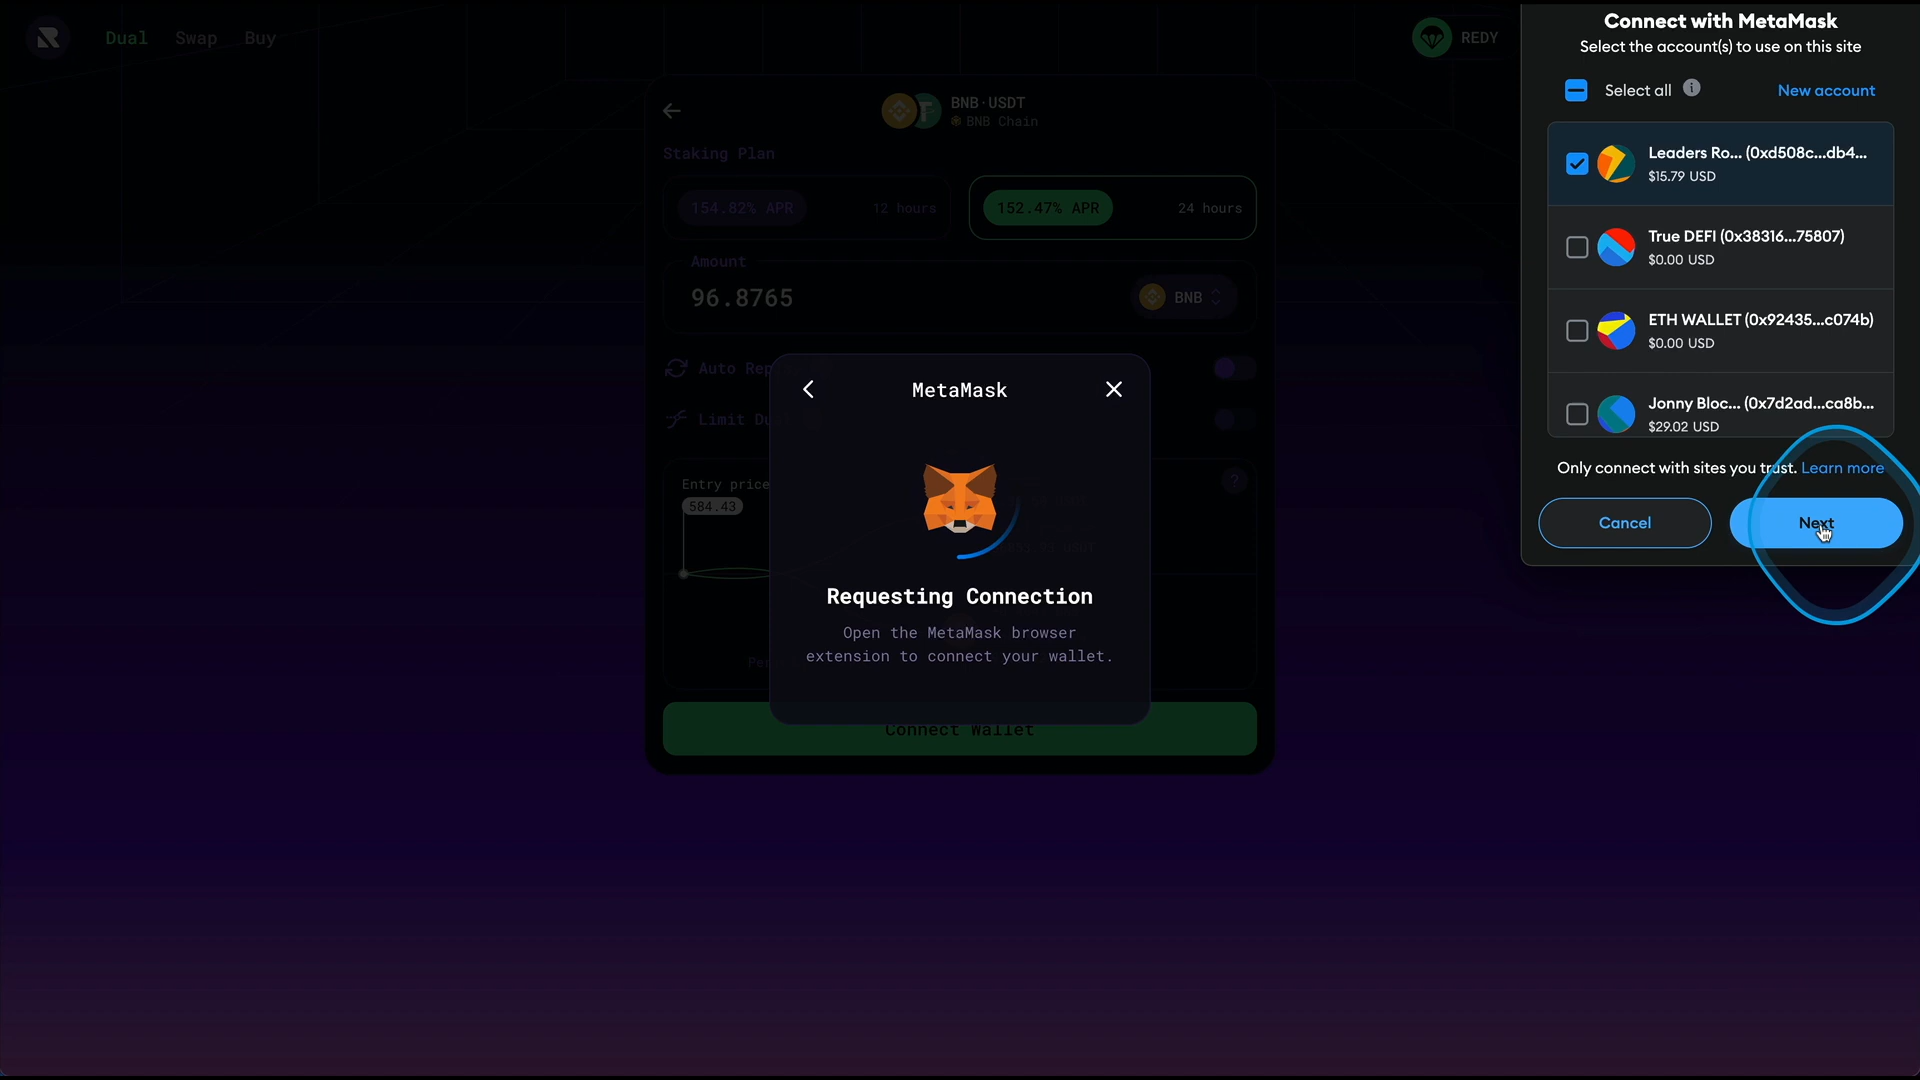 Dual Swap Buy
REDY
BNB·USDT
BNB Chain
Staking Plan
154.82% APR 12 hours
152.47% APR 24 hours
Amount
96.8765
BNB
Auto Rep
Limit Du
Entry price
584.43
?
MetaMask
Requesting Connection
Open the MetaMask browser
extension to connect your wallet.
Connect Wallet
Connect with MetaMask
Select the account(s) to use on this site
Select all
New account
Leaders Ro... (0xd508c...db4...
$15.79 USD
True DEFI (0x38316...75807)
$0.00 USD
ETH WALLET (0x92435...c074b)
$0.00 USD
Jonny Bloc... (0x7d2ad...ca8b...
$29.02 USD
Only connect with sites you trust. Learn more
Cancel
Next